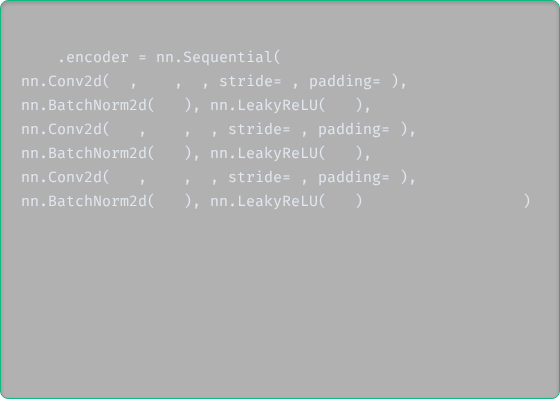 .encoder = nn.Sequential(
nn.Conv2d( , , , stride= , padding= ),
nn.BatchNorm2d( ), nn.LeakyReLU( ),
nn.Conv2d( , , , stride= , padding= ),
nn.BatchNorm2d( ), nn.LeakyReLU( ),
nn.Conv2d( , , , stride= , padding= ),
nn.BatchNorm2d( ), nn.LeakyReLU( ) )